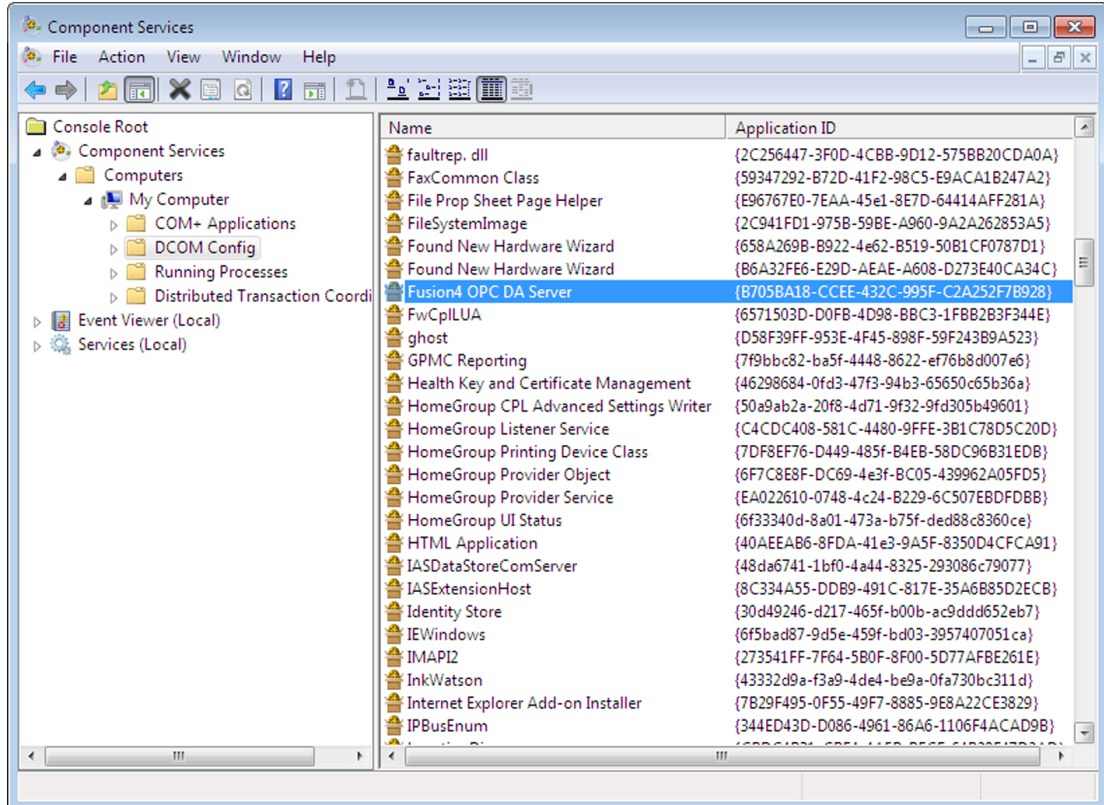 Component Services
File Action View Window Help
Console Root
Component Services
Computers
My Computer
COM+ Applications
DCOM Config
Running Processes
Distributed Transaction Coordi
Event Viewer (Local)
Services (Local)
Name Application ID
faultrep. dll {2C256447-3F0D-4CBB-9D12-575BB20CDA0A}
FaxCommon Class {59347292-B72D-41F2-98C5-E9ACA1B247A2}
File Prop Sheet Page Helper {E96767E0-7EAA-45e1-8E7D-64414AFF281A}
FileSystemImage {2C941FD1-975B-59BE-A960-9A2A262853A5}
Found New Hardware Wizard {658A269B-B922-4e62-B519-50B1CF0787D1}
Found New Hardware Wizard {B6A32FE6-E29D-AEAE-A608-D273E40CA34C}
Fusion4 OPC DA Server {B705BA18-CCEE-432C-995F-C2A252F7B928}
FwCplLUA {6571503D-D0FB-4D98-BBC3-1FBB2B3F344E}
ghost {D58F39FF-953E-4F45-898F-59F243B9A523}
GPMC Reporting {7f9bbc82-ba5f-4448-8622-ef76b8d007e6}
Health Key and Certificate Management {46298684-0fd3-47f3-94b3-65650c65b36a}
HomeGroup CPL Advanced Settings Writer {50a9ab2a-20f8-4d71-9f32-9fd305b49601}
HomeGroup Listener Service {C4CDC408-581C-4480-9FFE-3B1C78D5C20D}
HomeGroup Printing Device Class {7DF8EF76-D449-485f-B4EB-58DC96B31EDB}
HomeGroup Provider Object {6F7C8E8F-DC69-4e3f-BC05-439962A05FD5}
HomeGroup Provider Service {EA022610-0748-4c24-B229-6C507EBDFDBB}
HomeGroup UI Status {6f33340d-8a01-473a-b75f-ded88c8360ce}
HTML Application {40AEEAB6-8FDA-41e3-9A5F-8350D4CFCA91}
IASDataStoreComServer {48da6741-1bf0-4a44-8325-293086c79077}
IASExtensionHost {8C334A55-DDB9-491C-817E-35A6B85D2ECB}
Identity Store {30d49246-d217-465f-b00b-ac9ddd652eb7}
IEWindows {6f5bad87-9d5e-459f-bd03-3957407051ca}
IMAPI2 {273541FF-7F64-5B0F-8F00-5D77AFBE261E}
InkWatson {43332d9a-f3a9-4de4-be9a-0fa730bc311d}
Internet Explorer Add-on Installer {7B29F495-0F55-49F7-8885-9E8A22CE3829}
IPBusEnum {344ED43D-D086-4961-86A6-1106F4ACAD9B}